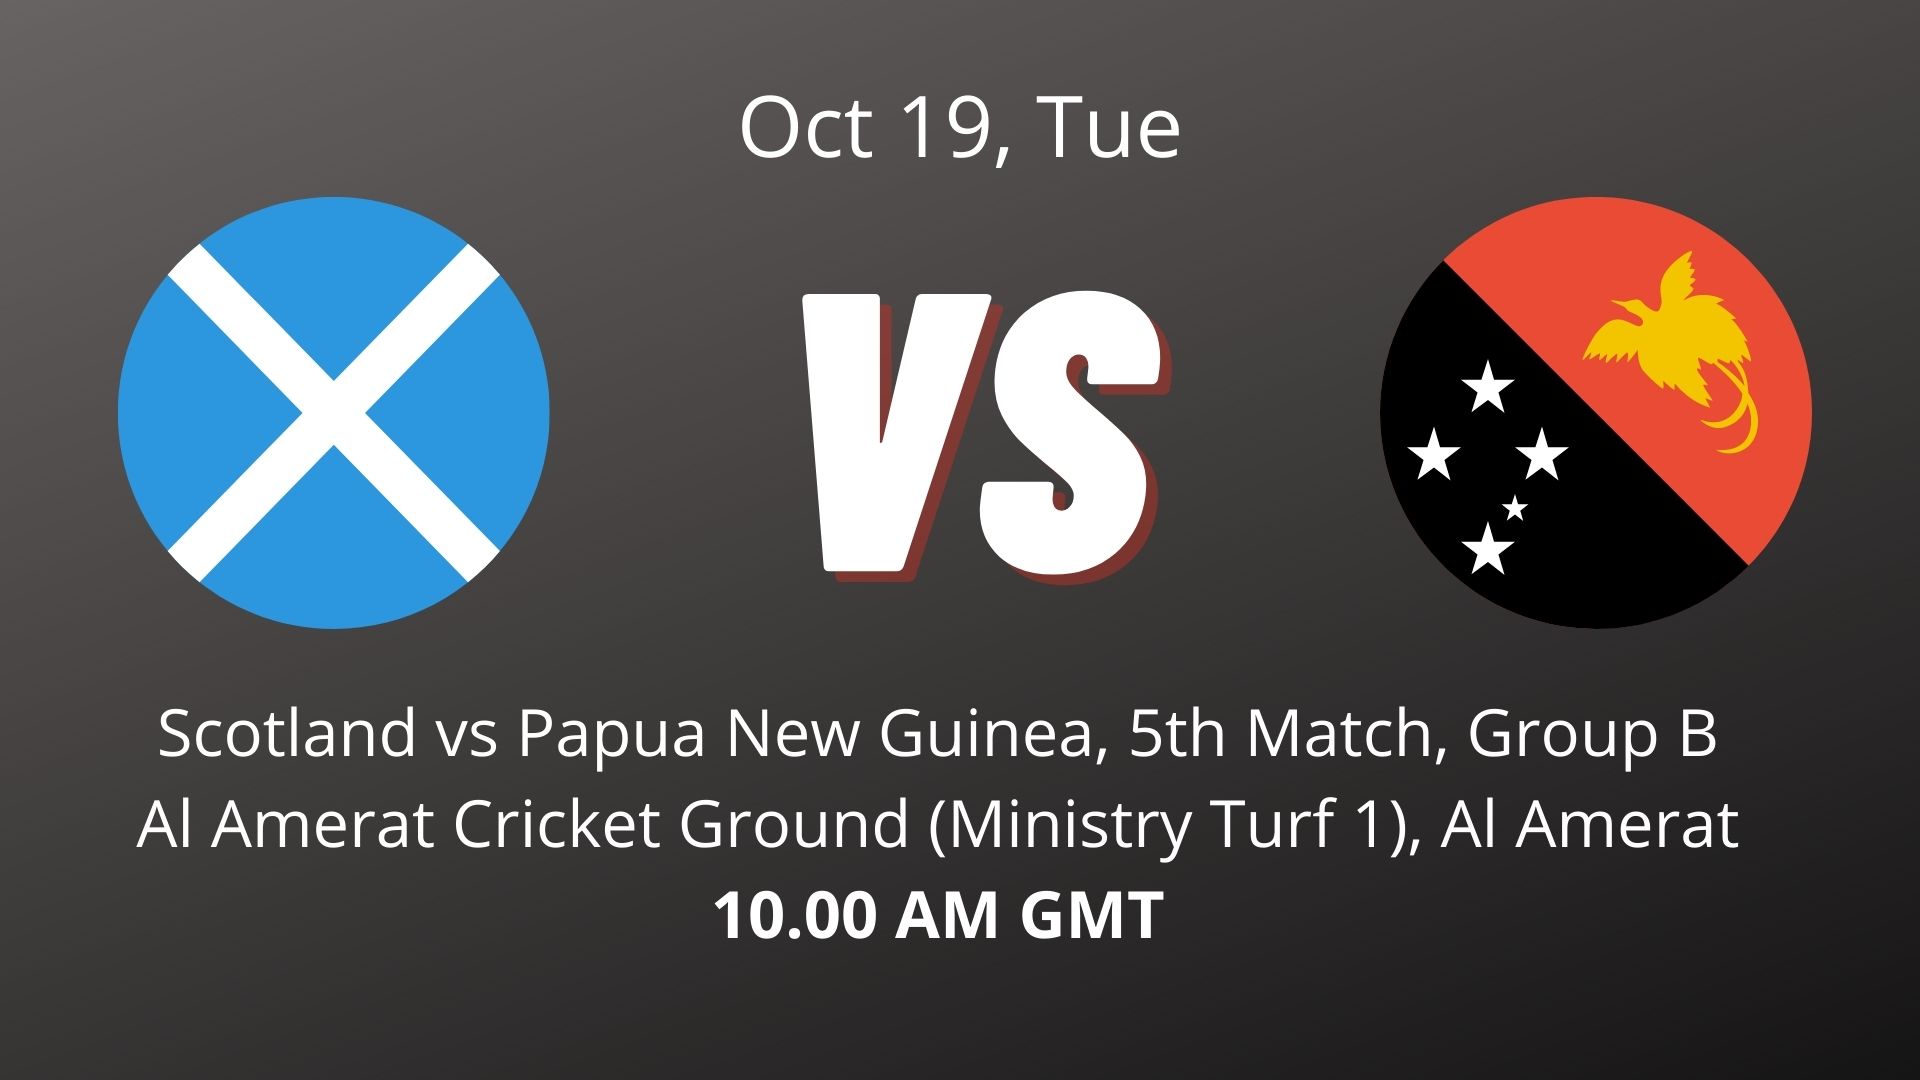 Oct 19, Tue
VS
Scotland vs Papua New Guinea, 5th Match, Group B
Al Amerat Cricket Ground (Ministry Turf 1), Al Amerat
10.00 AM GMT